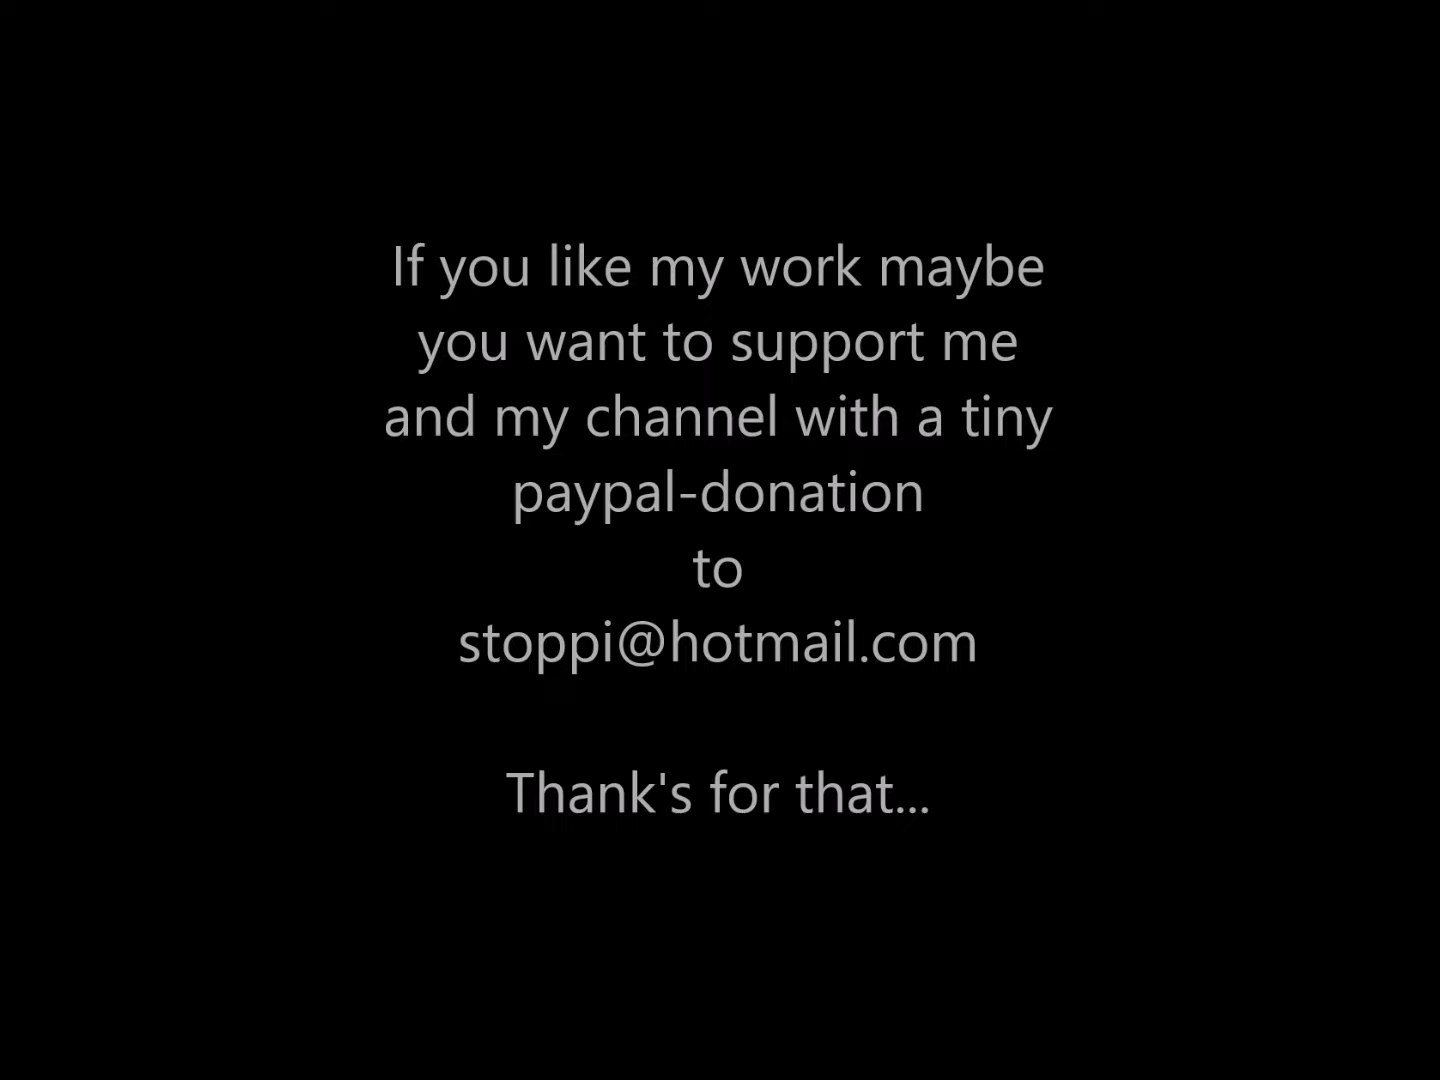 If you like my work maybe
you want to support me
and my channel with a tiny
paypal-donation
to
stoppi@hotmail.com
Thank's for that...